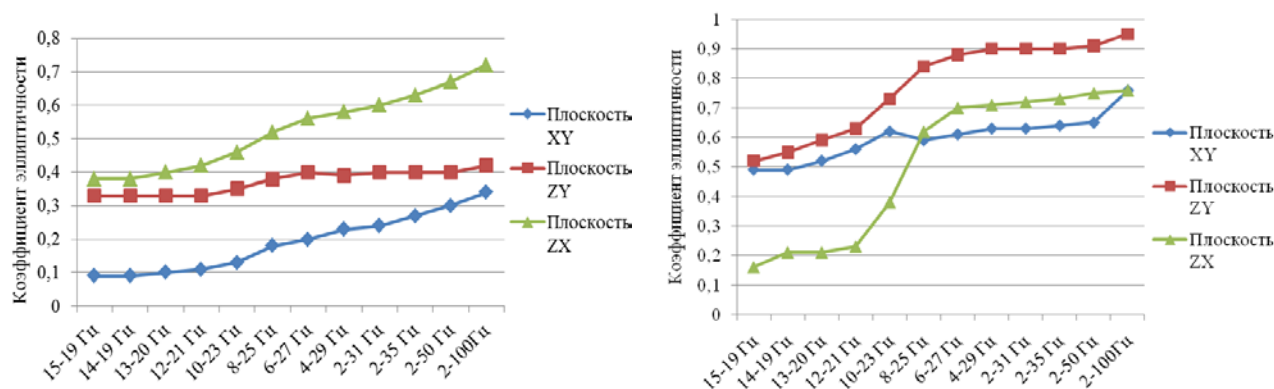 Коэффициент эллиптичности
0,8
0,7
0,6
0,5
0,4
0,3
0,2
0,1
0
15-19 Гц
14-19 Гц
13-20 Гц
12-21 Гц
10-23 Гц
8-25 Гц
6-27 Гц
4-29 Гц
2-31 Гц
2-35 Гц
2-50 Гц
2-100Гц
Плоскость
XY
Плоскость
ZY
Плоскость
ZX
Коэффициент эллиптичности
1
0,9
0,8
0,7
0,6
0,5
0,4
0,3
0,2
0,1
0
15-19 Гц
14-19 Гц
13-20 Гц
12-21 Гц
10-23 Гц
8-25 Гц
6-27 Гц
4-29 Гц
2-31 Гц
2-35 Гц
2-50 Гц
2-100Гц
Плоскость
XY
Плоскость
ZY
Плоскость
ZX